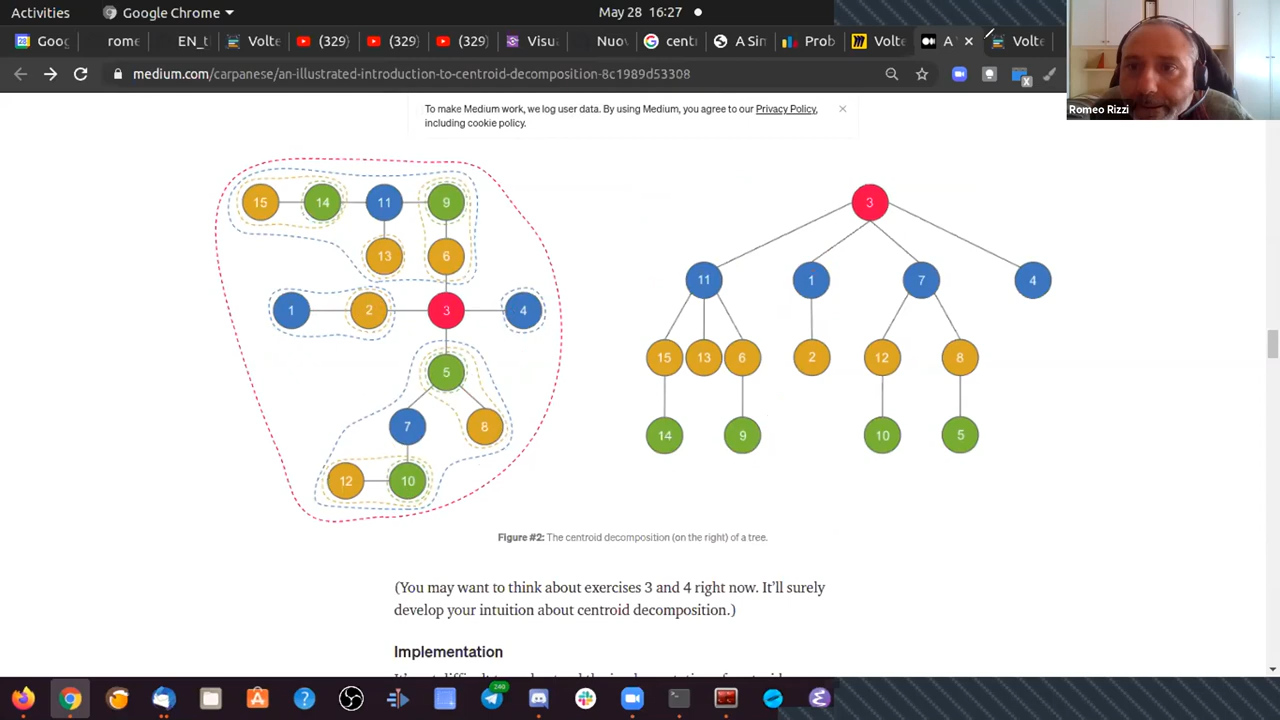 Activities
Google Chrome
May 28 16:27
Goog
rome
EN_t
Volte
(329)
(329)
(329)
Visu
Nuov
centr
A Sim
Prob
Volte
A
Volte
medium.com/carpanese/an-illustrated-introduction-to-centroid-decomposition-8c1989d53308
Romeo Rizzi
To make Medium work, we log user data. By using Medium, you agree to our Privacy Policy,
including cookie policy.
15 14 11 9
13 6
1 2 3 4
5
7 8
12 10
3
11 1 7 4
15 13 6 2 12 8
14 9 10 5
Figure #2: The centroid decomposition (on the right) of a tree.
(You may want to think about exercises 3 and 4 right now. It'll surely
develop your intuition about centroid decomposition.)
Implementation
240